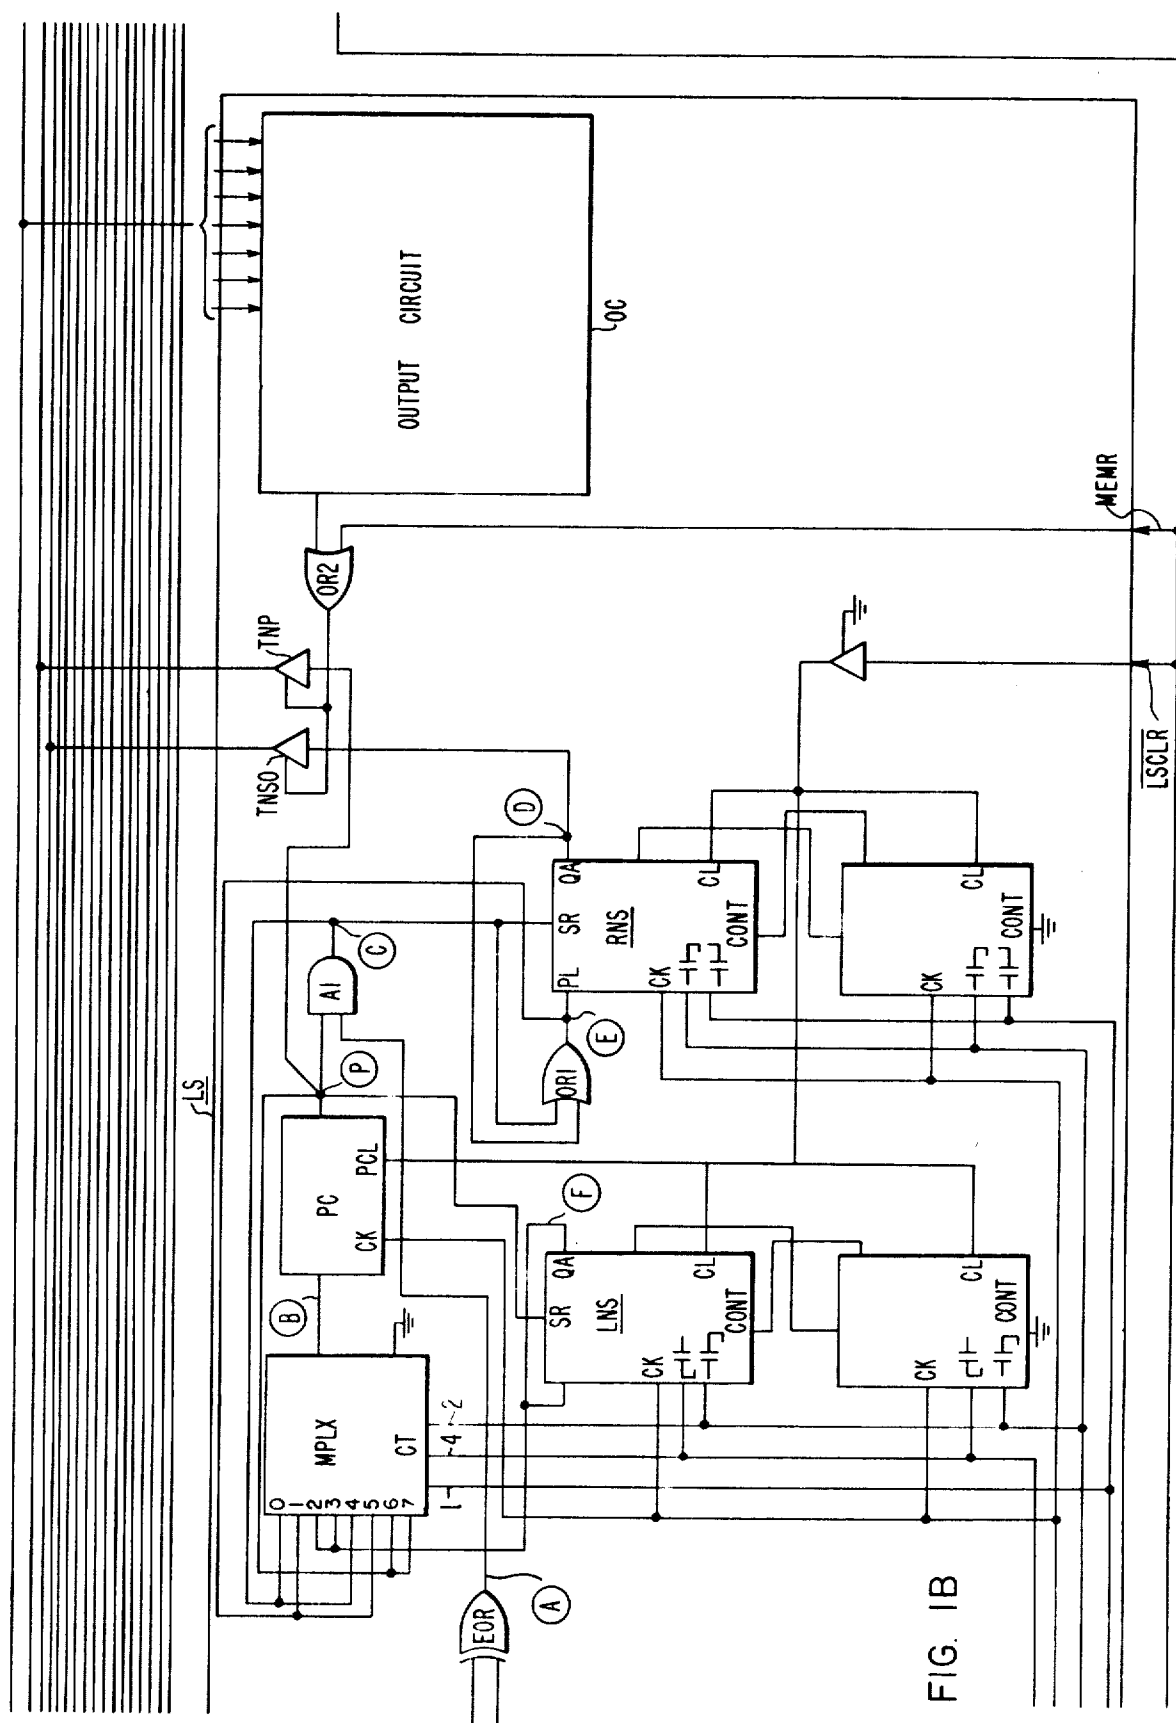 LS
OUTPUT CIRCUIT
OC
OR2
MEMR
TNP
TNSO
LSCLR
D
QA
SR
RNS
PL
CK
CL
CONT
CK
CL
CONT
C
A1
E
OR1
P
PC
PCL
CK
B
F
QA
SR
LNS
CL
CK
CONT
CK
CL
CONT
MPLX
CT
0
1
2
3
4
5
6
7
1
4
2
EOR
A
FIG. 1B